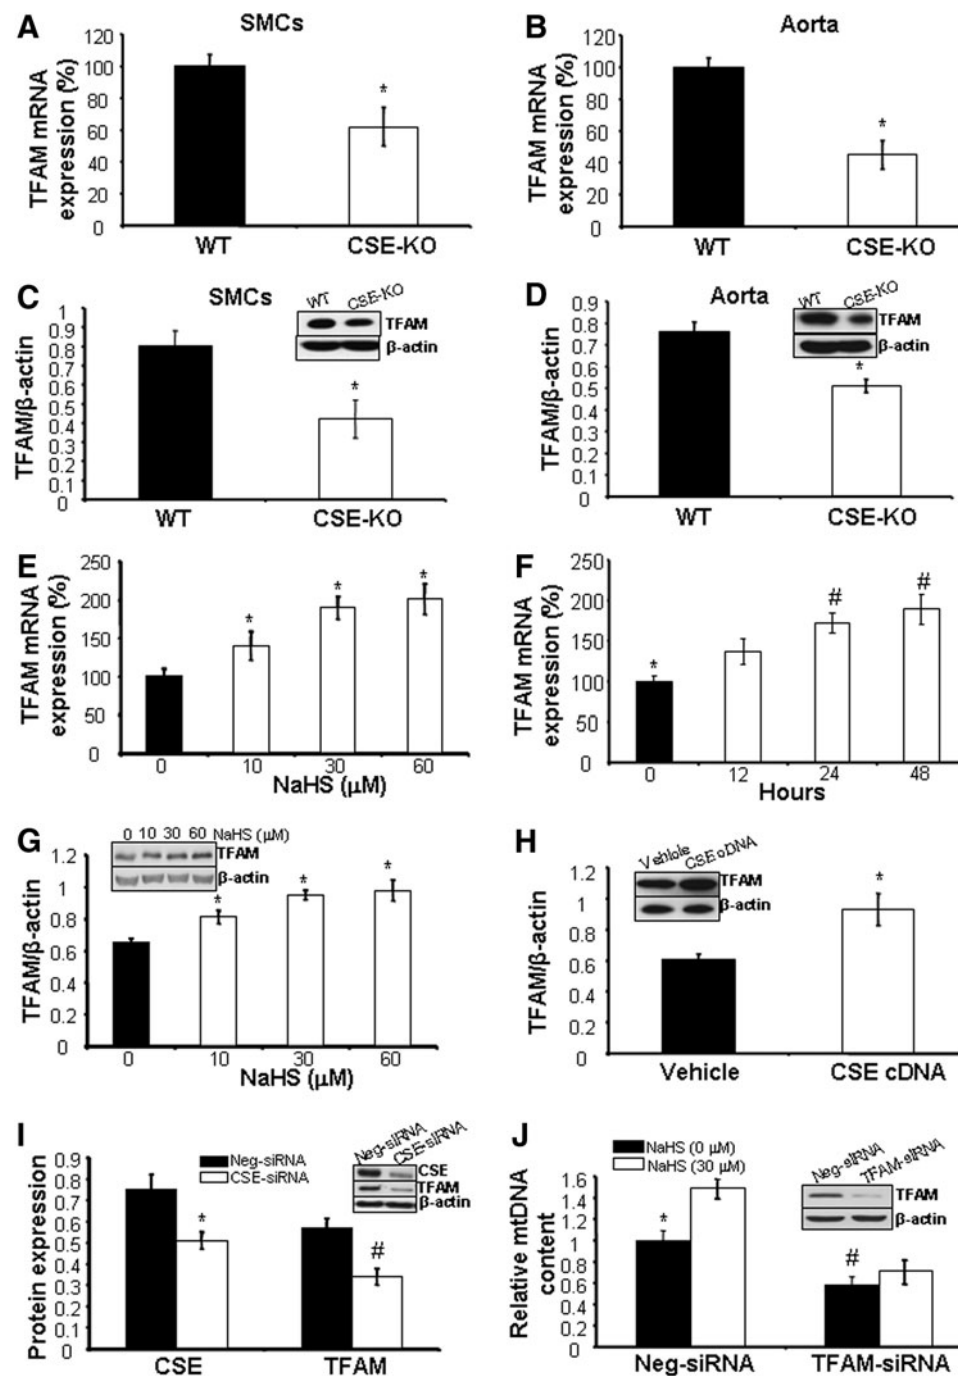 A
SMCs
TFAM mRNA
expression (%)
120
100
80
60
40
20
0
*
WT
CSE-KO
B
Aorta
TFAM mRNA
expression (%)
120
100
80
60
40
20
0
*
WT
CSE-KO
C
SMCs
TFAM/β-actin
1
0.9
0.8
0.7
0.6
0.5
0.4
0.3
0.2
0.1
0
WT
CSE-KO
TFAM
β-actin
*
WT
CSE-KO
D
Aorta
TFAM/β-actin
0.9
0.8
0.7
0.6
0.5
0.4
0.3
0.2
0.1
0
WT
CSE-KO
TFAM
β-actin
*
WT
CSE-KO
E
TFAM mRNA
expression (%)
250
200
150
100
50
0
* * *
0 10 30 60
NaHS (μM)
F
TFAM mRNA
expression (%)
250
200
150
100
50
0
* # #
0 12 24 48
Hours
G
0 10 30 60 NaHS (μM)
TFAM
β-actin
TFAM/β-actin
1.2
1
0.8
0.6
0.4
0.2
0
* * *
0 10 30 60
NaHS (μM)
H
Vehicle
CSE cDNA
TFAM
β-actin
TFAM/β-actin
1.2
1
0.8
0.6
0.4
0.2
0
*
Vehicle
CSE cDNA
I
Neg-siRNA
CSE-siRNA
Neg-siRNA
CSE-siRNA
CSE
TFAM
β-actin
Protein expression
0.9
0.8
0.7
0.6
0.5
0.4
0.3
0.2
0.1
0
* #
CSE
TFAM
J
NaHS (0 μM)
NaHS (30 μM)
Neg-siRNA
TFAM-siRNA
TFAM
β-actin
Relative mtDNA
content
1.6
1.4
1.2
1
0.8
0.6
0.4
0.2
0
* #
Neg-siRNA
TFAM-siRNA